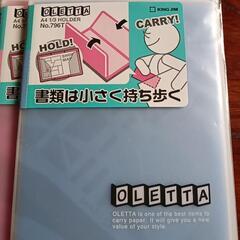 OLETTA
A4 1/3 HOLDER
No.796T
KING JIM
CARRY!
HOLD!
書類は小さく持ち歩く
OLETTA
OLETTA is one of the best items to
carry paper. It will give you a new
value of your style.